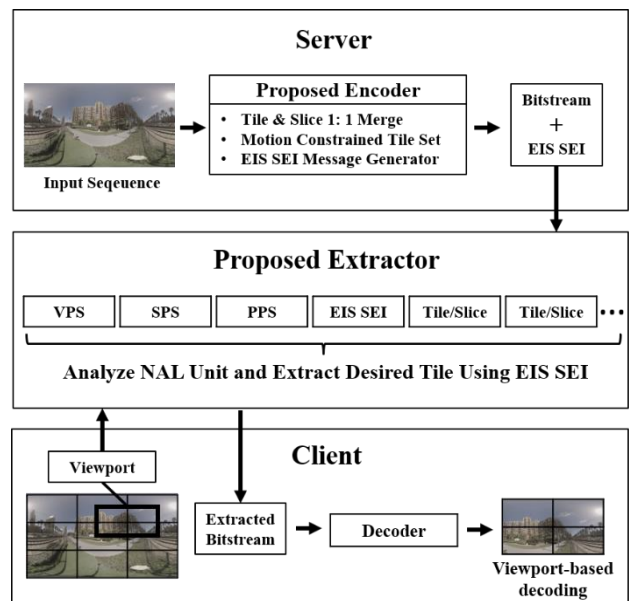 Server
Proposed Encoder
• Tile & Slice 1: 1 Merge
• Motion Constrained Tile Set
• EIS SEI Message Generator
Bitstream
+
EIS SEI
Input Seqeuence
Proposed Extractor
VPS SPS PPS EIS SEI Tile/Slice Tile/Slice •••
Analyze NAL Unit and Extract Desired Tile Using EIS SEI
Client
Viewport
Extracted
Bitstream
Decoder
Viewport-based
decoding